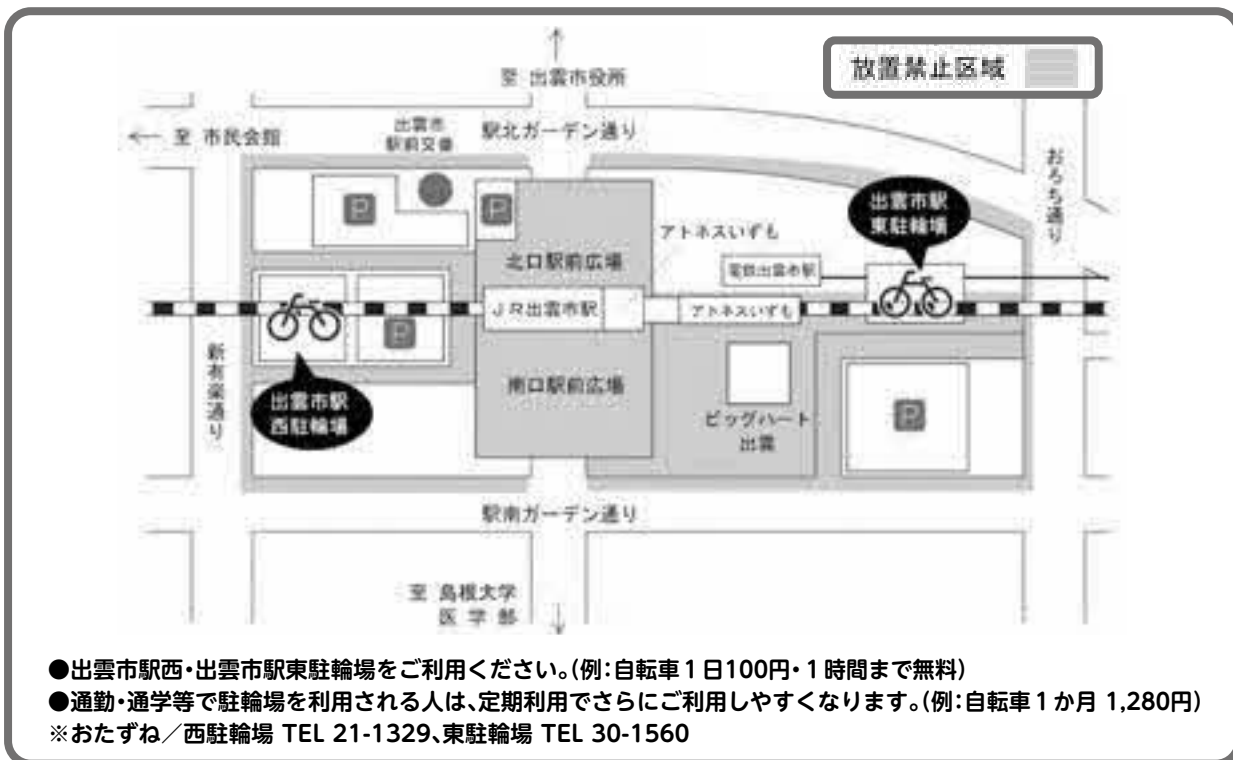 放置禁止区域
至 出雲市役所
← 至 市民会館
出雲市
駅前交番
駅北ガーデン通り
おろち通り
出雲市駅
東駐輪場
P
P
アトネスいずも
北口駅前広場
電鉄出雲市駅
JR出雲市駅
アトネスいずも
P
新有楽通り
南口駅前広場
出雲市駅
西駐輪場
ビッグハート
出雲
P
駅南ガーデン通り
至 島根大学
医学部
●出雲市駅西・出雲市駅東駐輪場をご利用ください。(例:自転車1日100円・1時間まで無料)
●通勤・通学等で駐輪場を利用される人は、定期利用でさらにご利用しやすくなります。(例:自転車1か月 1,280円)
※おたずね/西駐輪場 TEL 21-1329、東駐輪場 TEL 30-1560